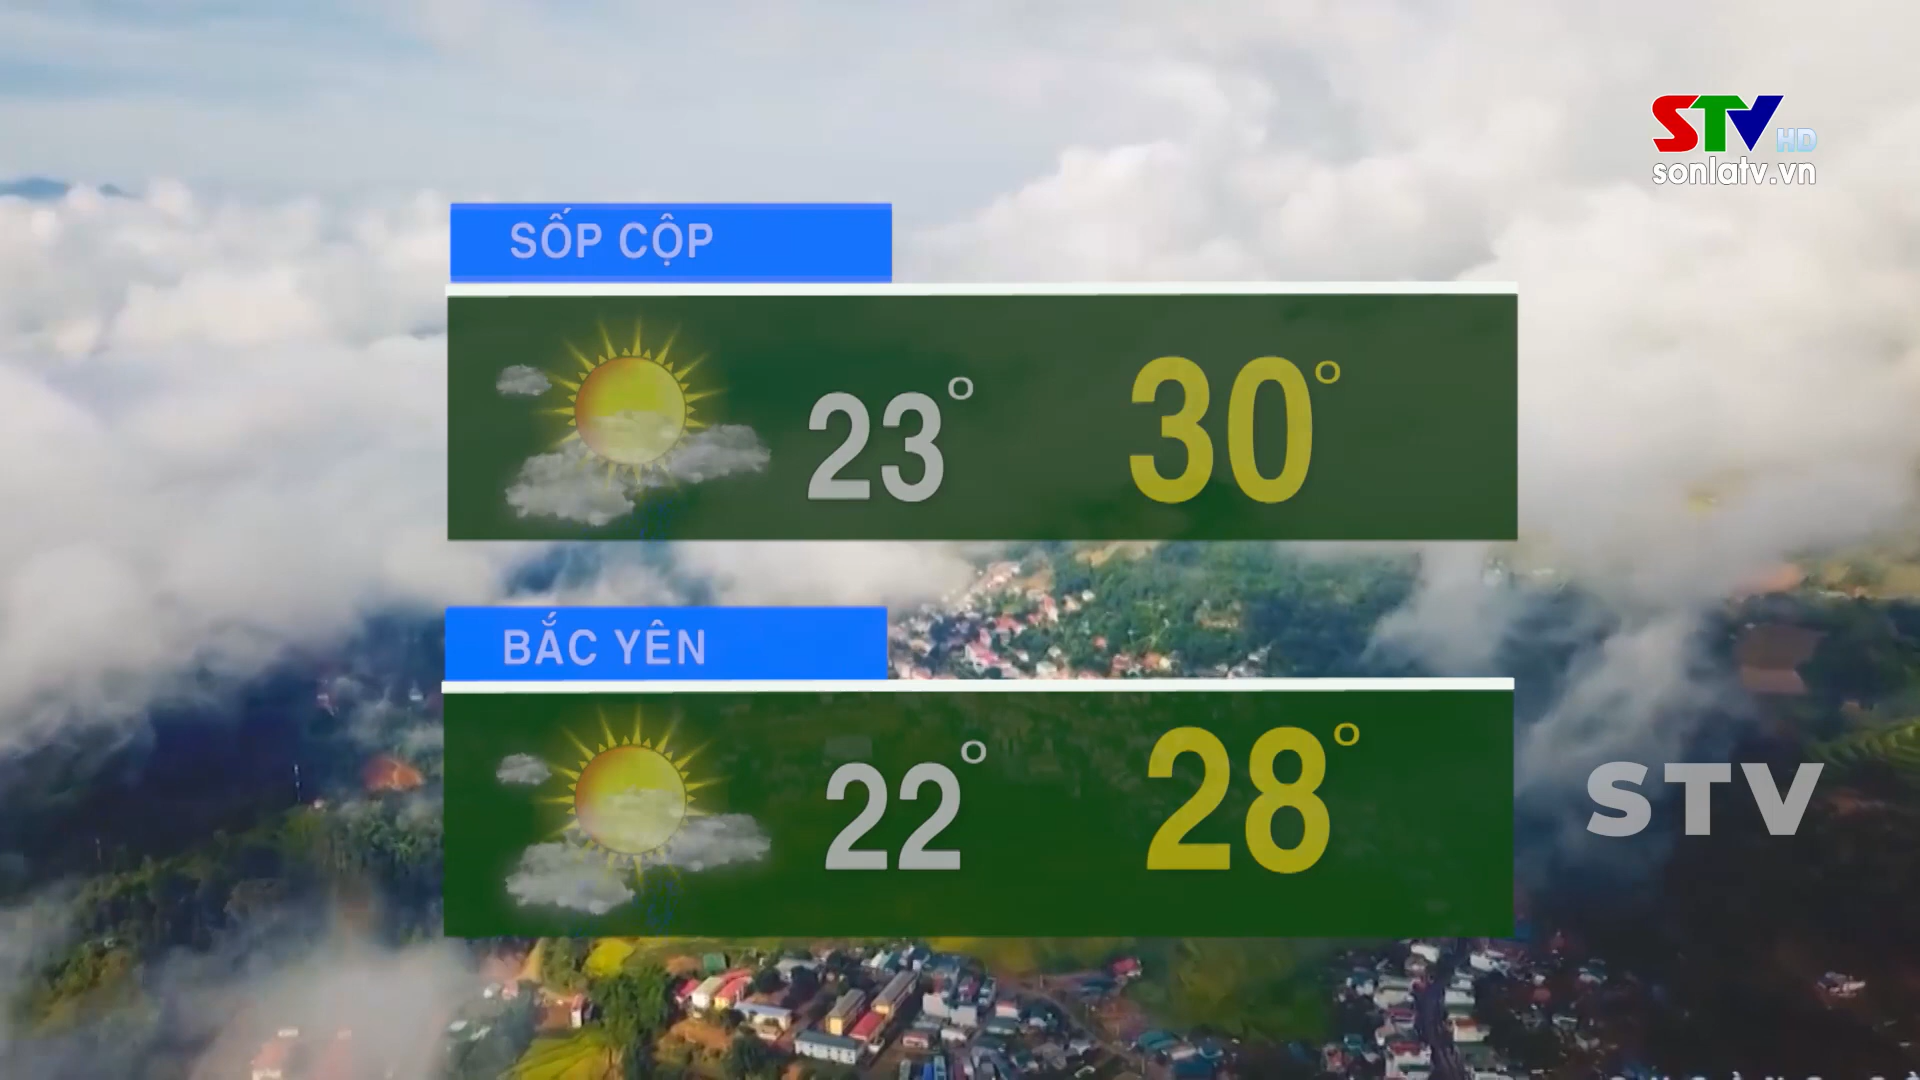 STV HD
sonlatv.vn
SỐP CỘP
23° 30°
BẮC YÊN
22° 28°
STV